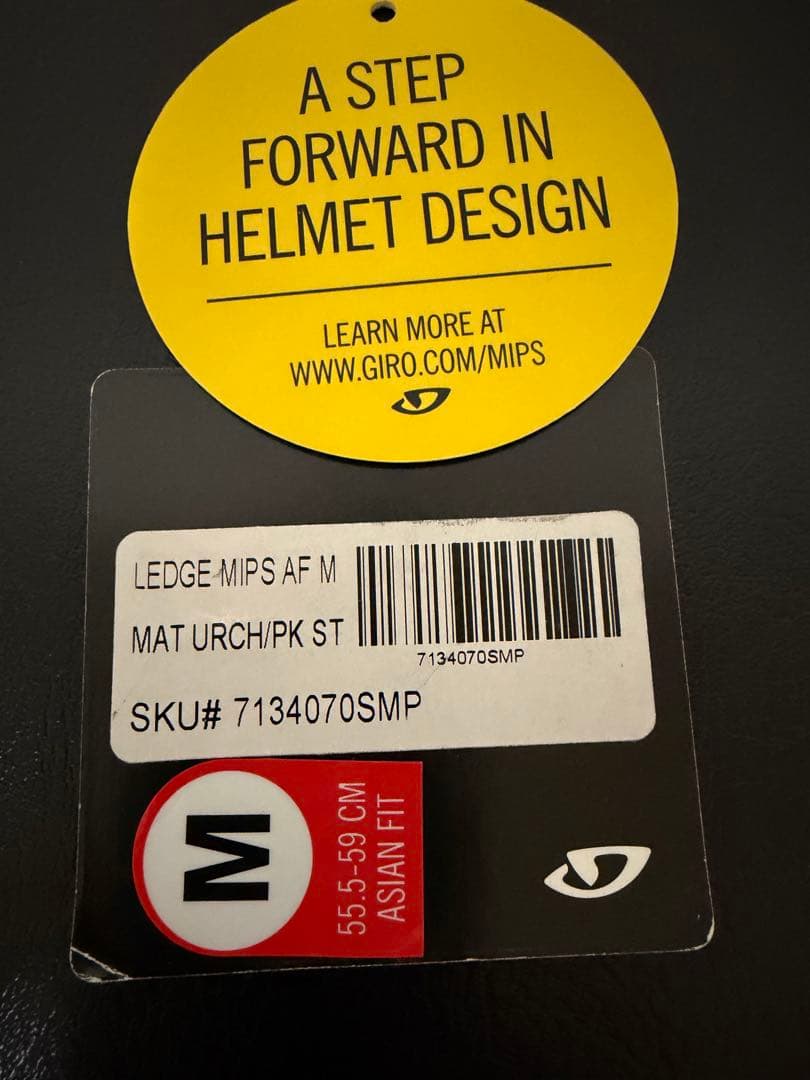 A STEP
FORWARD IN
HELMET DESIGN
LEARN MORE AT
WWW.GIRO.COM/MIPS
LEDGE MIPS AF M
MAT URCH/PK ST
7134070SMP
SKU# 7134070SMP
M
55.5-59 CM
ASIAN FIT